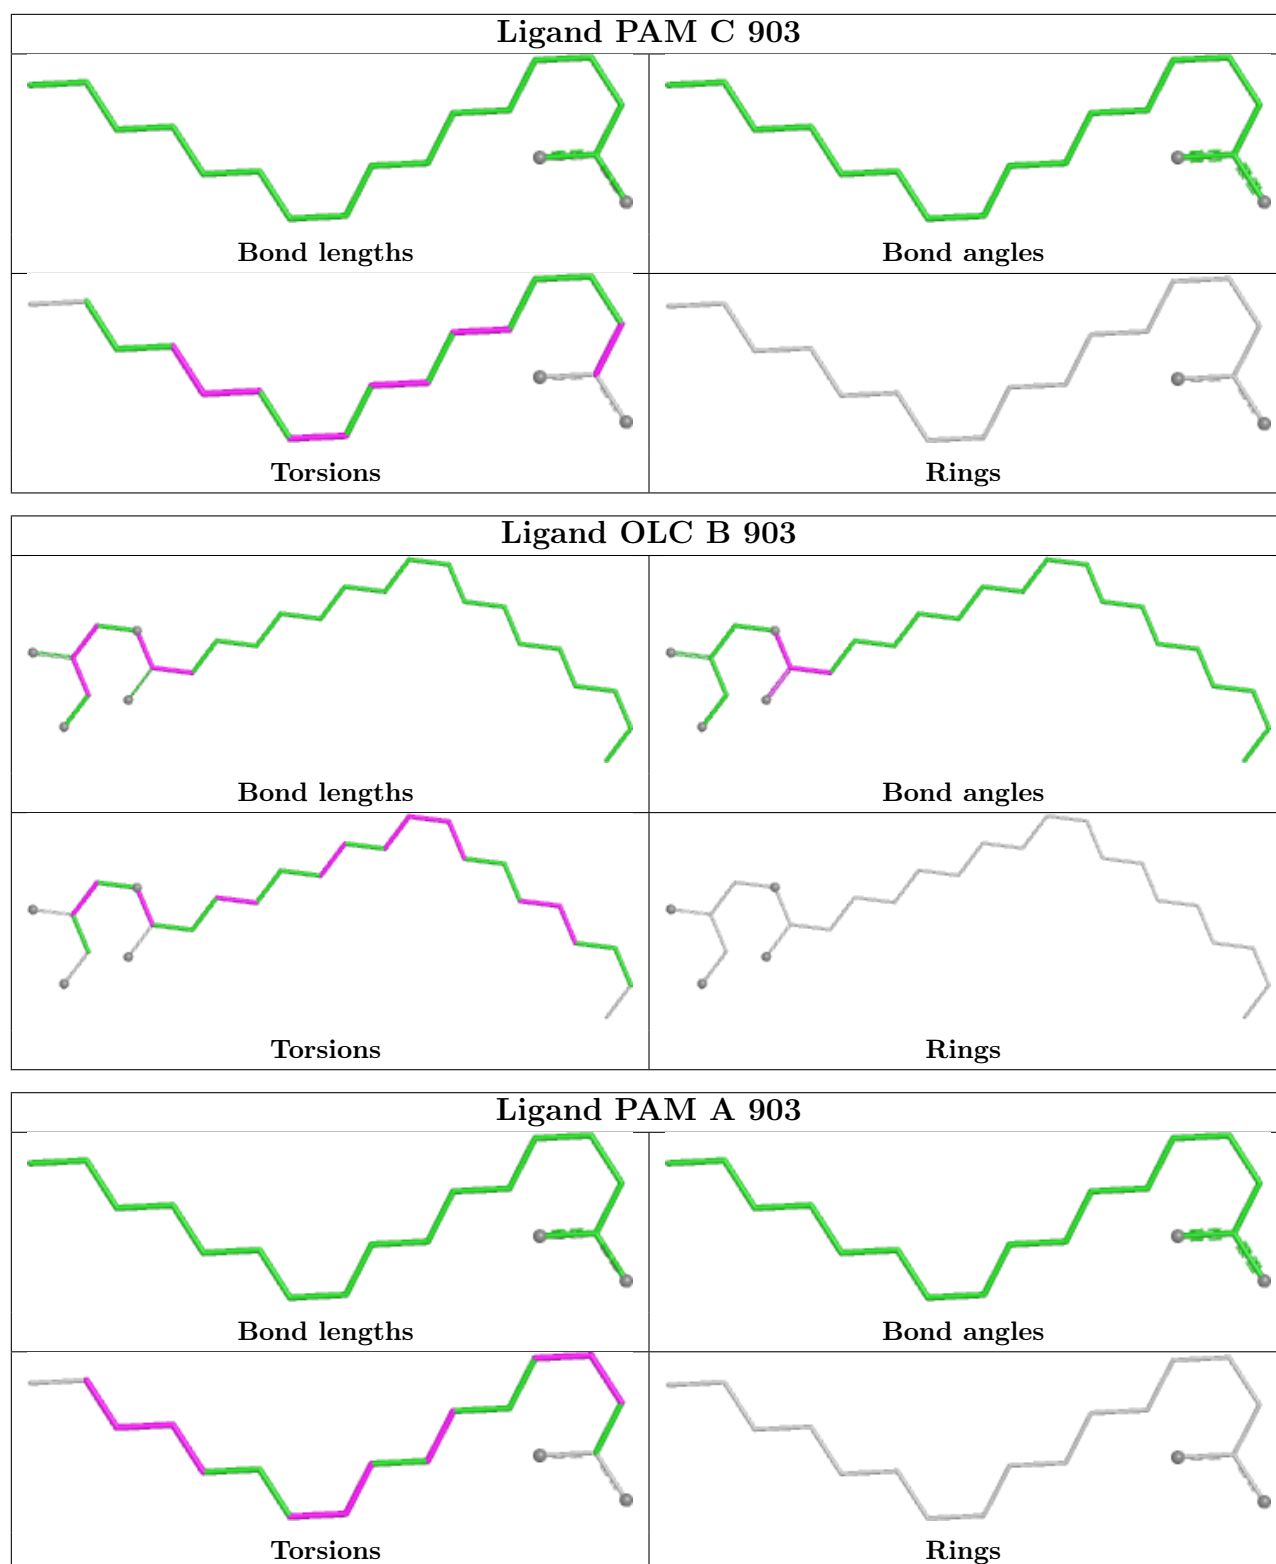 Ligand PAM C 903
Bond lengths
Bond angles
Torsions
Rings
Ligand OLC B 903
Bond lengths
Bond angles
Torsions
Rings
Ligand PAM A 903
Bond lengths
Bond angles
Torsions
Rings